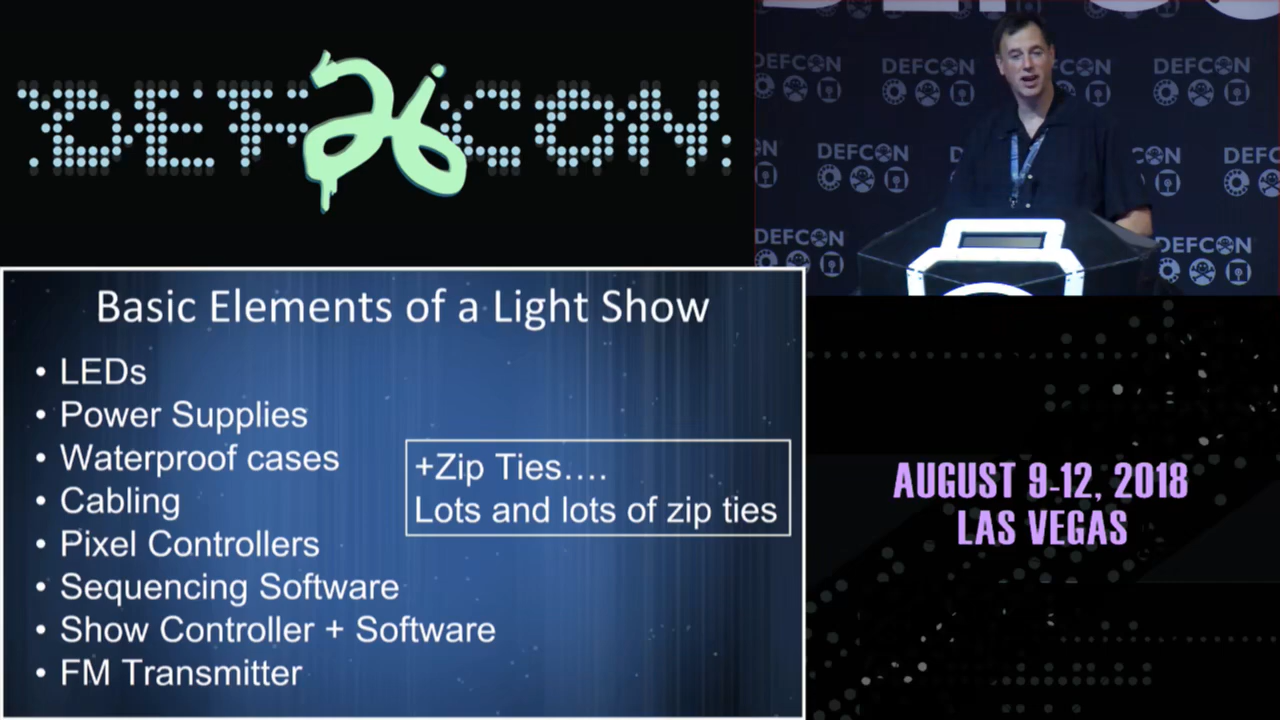 DEF CON 26
DEFCON
DEFCON
DEFCON
DEFCON
DEFCON
DEFCON
Basic Elements of a Light Show
• LEDs
• Power Supplies
• Waterproof cases
• Cabling
• Pixel Controllers
• Sequencing Software
• Show Controller + Software
• FM Transmitter
+Zip Ties....
Lots and lots of zip ties
AUGUST 9-12, 2018
LAS VEGAS